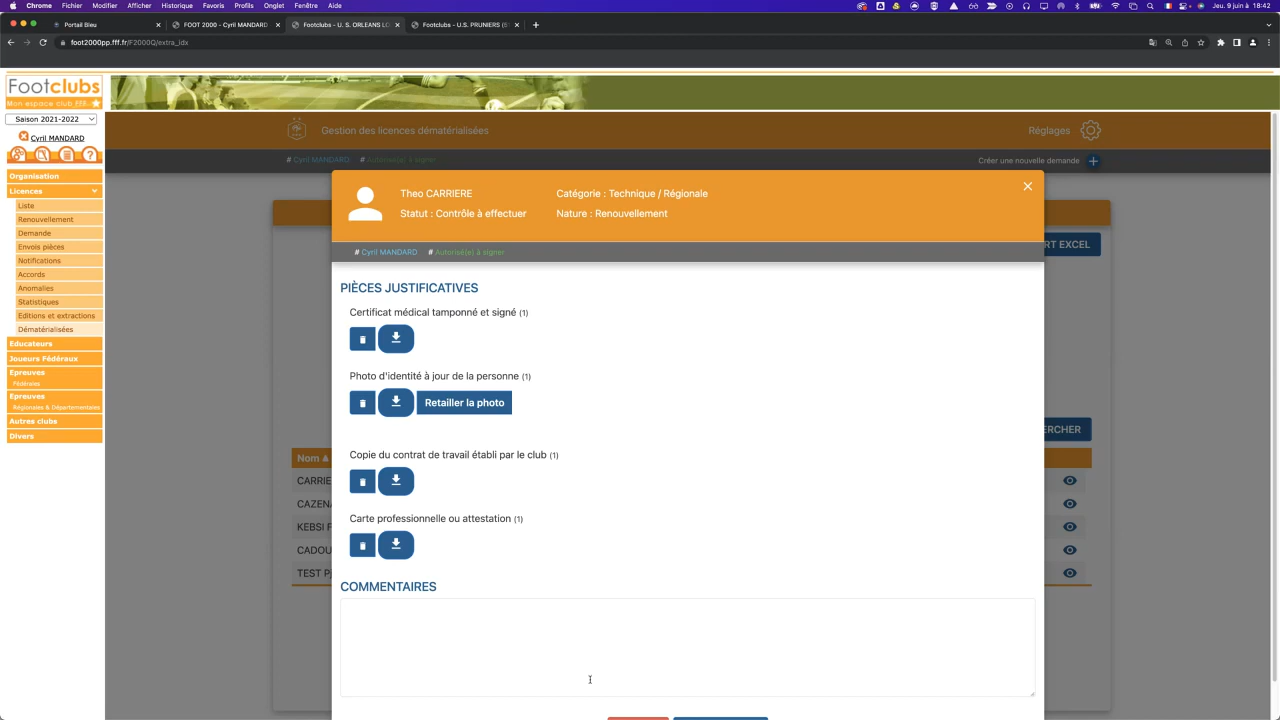 Chrome Fichier Modifier Afficher Historique Favoris Profils Onglet Fenêtre Aide Jeu. 9 juin à 18:42
Portail Bleu FOOT 2000 - Cyril MANDARD Footclubs - U. S. ORLEANS LO Footclubs - U.S. PRUNIERS (5
foot2000pp.fff.fr/F2000Q/extra_idx
Footclubs
Mon espace club FFF
Saison 2021-2022
Cyril MANDARD
Organisation
Licences
Liste
Renouvellement
Demande
Envois pièces
Notifications
Accords
Anomalies
Statistiques
Editions et extractions
Dématérialisées
Educateurs
Joueurs Fédéraux
Epreuves
Fédérales
Epreuves
Régionales & Départementales
Autres clubs
Divers
Gestion des licences dématérialisées Réglages
# Cyril MANDARD # Autorisé(e) à signer Créer une nouvelle demande
Theo CARRIERE Catégorie : Technique / Régionale
Statut : Contrôle à effectuer Nature : Renouvellement
# Cyril MANDARD # Autorisé(e) à signer
RT EXCEL
PIÈCES JUSTIFICATIVES
Certificat médical tamponné et signé (1)
Photo d'identité à jour de la personne (1)
Retailler la photo
ERCHER
Copie du contrat de travail établi par le club (1)
Carte professionnelle ou attestation (1)
COMMENTAIRES
Nom &
CARRIE
CAZEN
KEBSI F
CADOU
TEST P